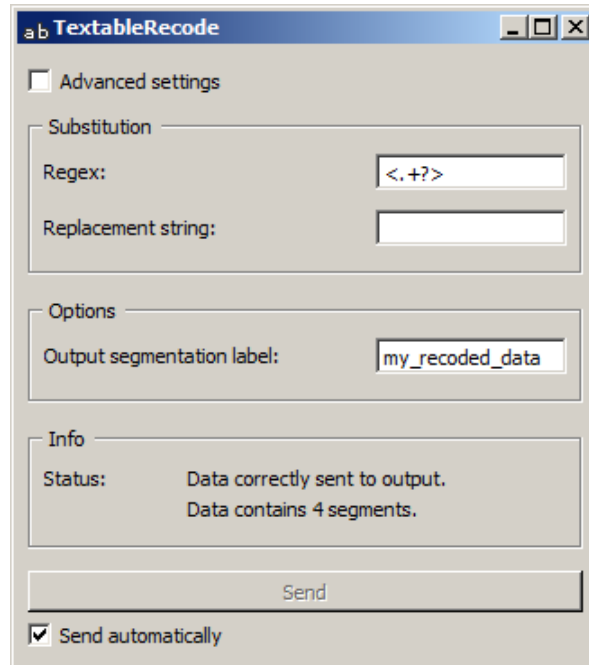 ab TextableRecode
Advanced settings
Substitution
Regex: <.+?>
Replacement string:
Options
Output segmentation label: my_recoded_data
Info
Status: Data correctly sent to output.
Data contains 4 segments.
Send
Send automatically